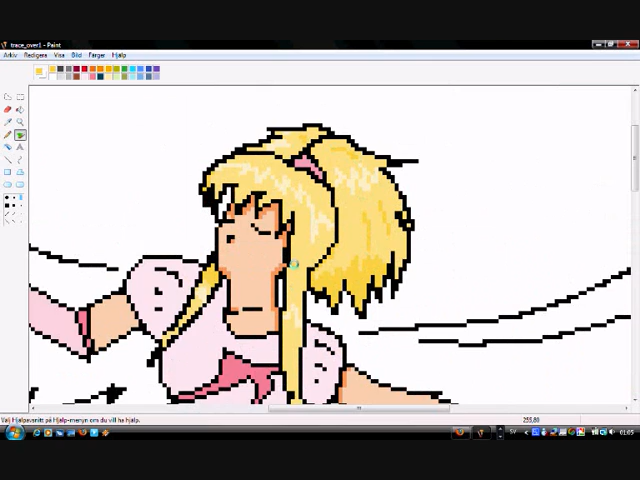 trace_over1 - Paint
Arkiv Redigera Visa Bild Färger Hjälp
Välj Hjälpavsnitt på Hjälp-menyn om du vill ha hjälp.
255,60
SV
01:05